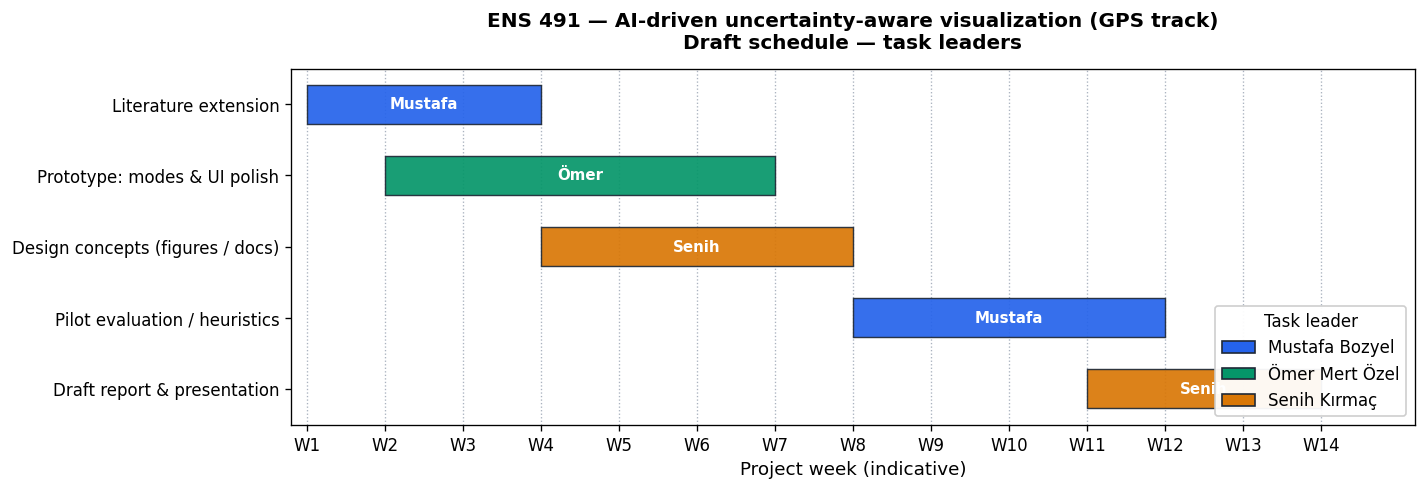 ENS 491 — AI-driven uncertainty-aware visualization (GPS track)
Draft schedule — task leaders
Literature extension
Mustafa
Prototype: modes & UI polish
Ömer
Design concepts (figures / docs)
Senih
Pilot evaluation / heuristics
Mustafa
Draft report & presentation
Seni
Task leader
Mustafa Bozyel
Ömer Mert Özel
Senih Kırmaç
W1 W2 W3 W4 W5 W6 W7 W8 W9 W10 W11 W12 W13 W14
Project week (indicative)